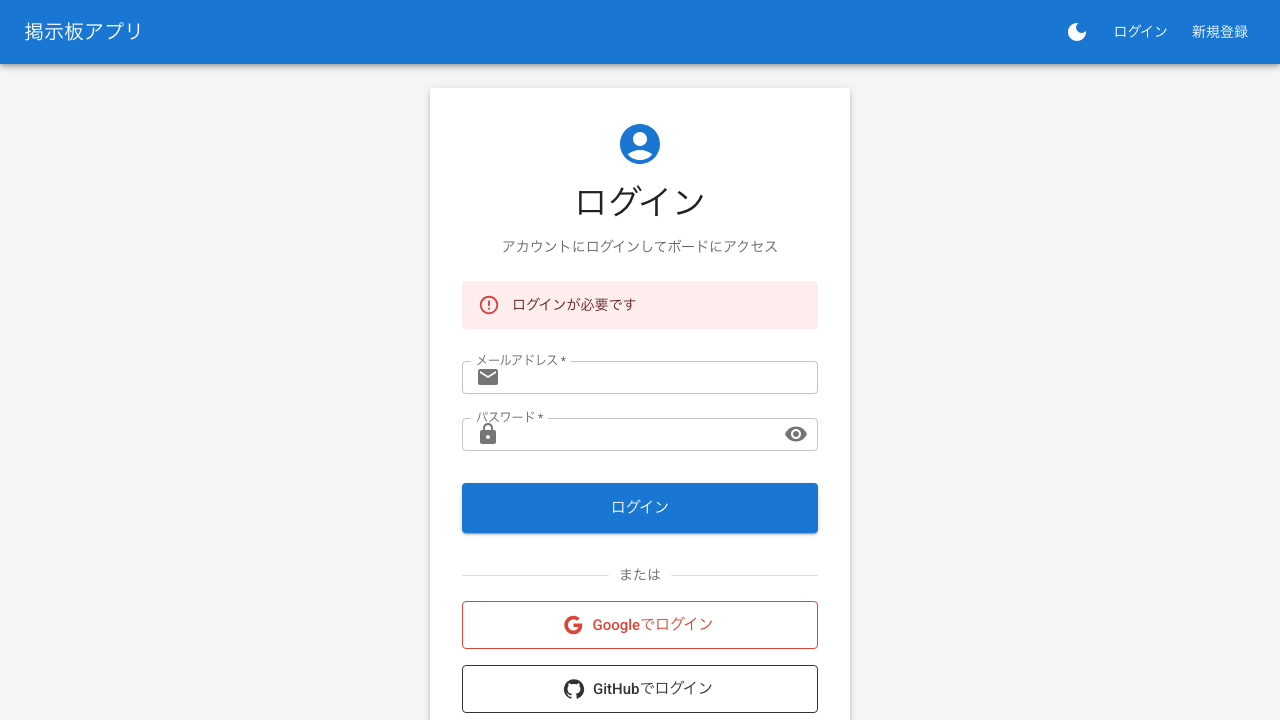 掲示板アプリ
ログイン
新規登録
ログイン
アカウントにログインしてボードにアクセス
ログインが必要です
メールアドレス *
パスワード *
ログイン
または
Googleでログイン
GitHubでログイン